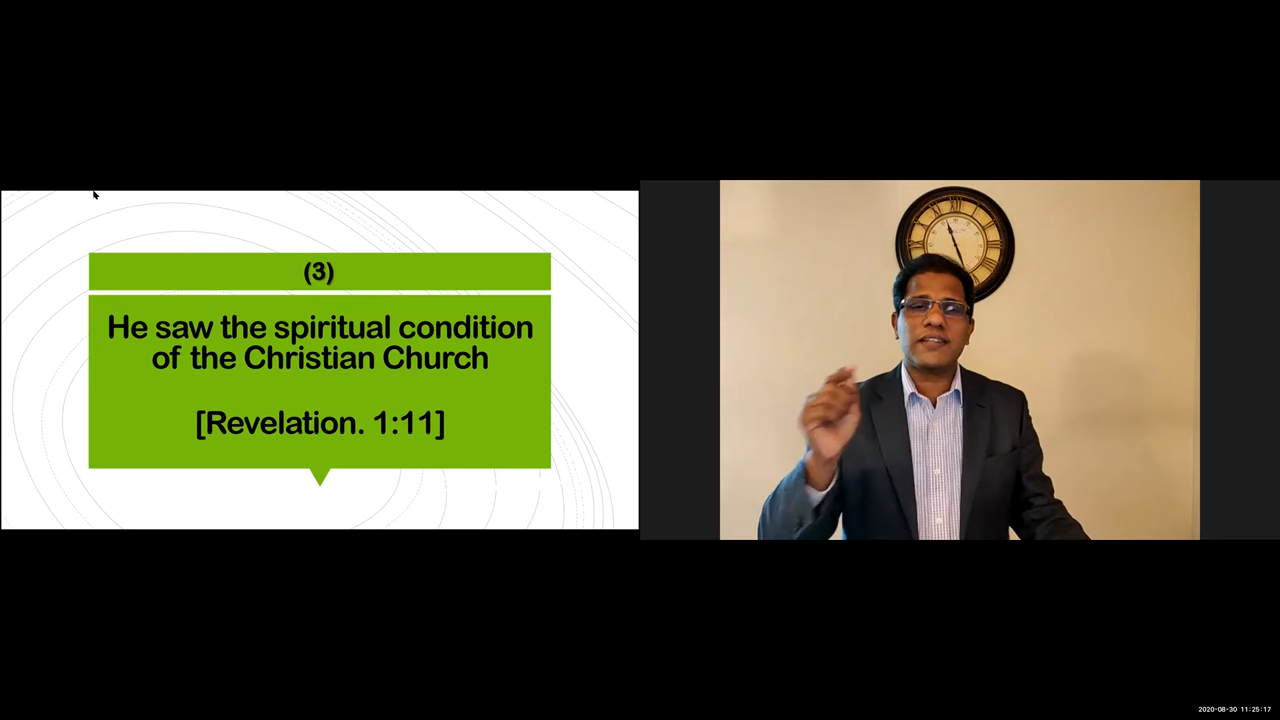 (3)
He saw the spiritual condition
of the Christian Church
[Revelation. 1:11]
2020-08-30 11:25:17